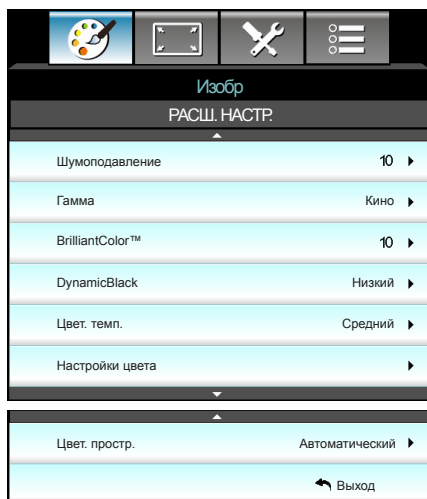 Изобр
РАСШ. НАСТР.
Шумоподавление 10
Гамма Кино
BrilliantColor™ 10
DynamicBlack Низкий
Цвет. темп. Средний
Настройки цвета
Цвет. простр. Автоматический
Выход